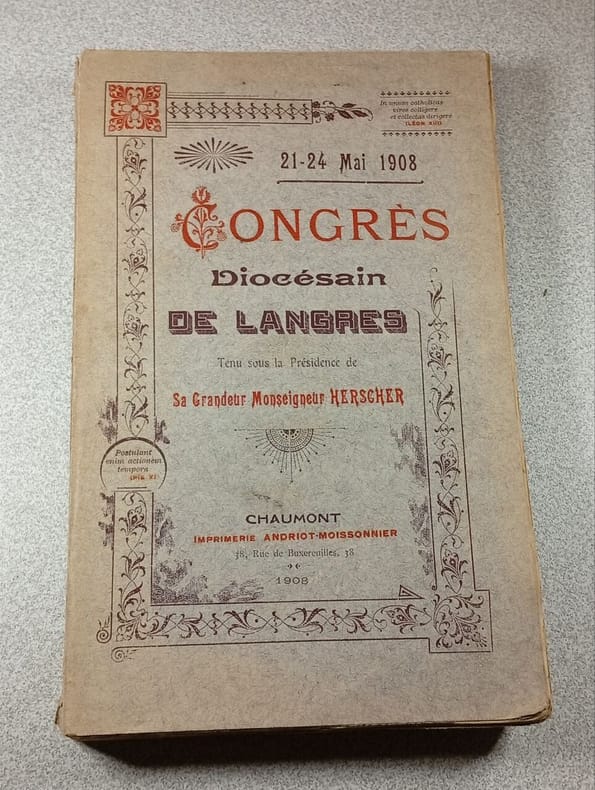 In unum catholicas
vires colligere
et collectas dirigere
(LÉON XIII)
21-24 Mai 1908
CONGRÈS
Diocésain
DE LANGRES
Tenu sous la Présidence de
Sa Grandeur Monseigneur HERSCHER
Postulant
enim actionem
tempora
(PIE X)
CHAUMONT
IMPRIMERIE ANDRIOT-MOISSONNIER
38, Rue de Buxereuilles, 38
1908